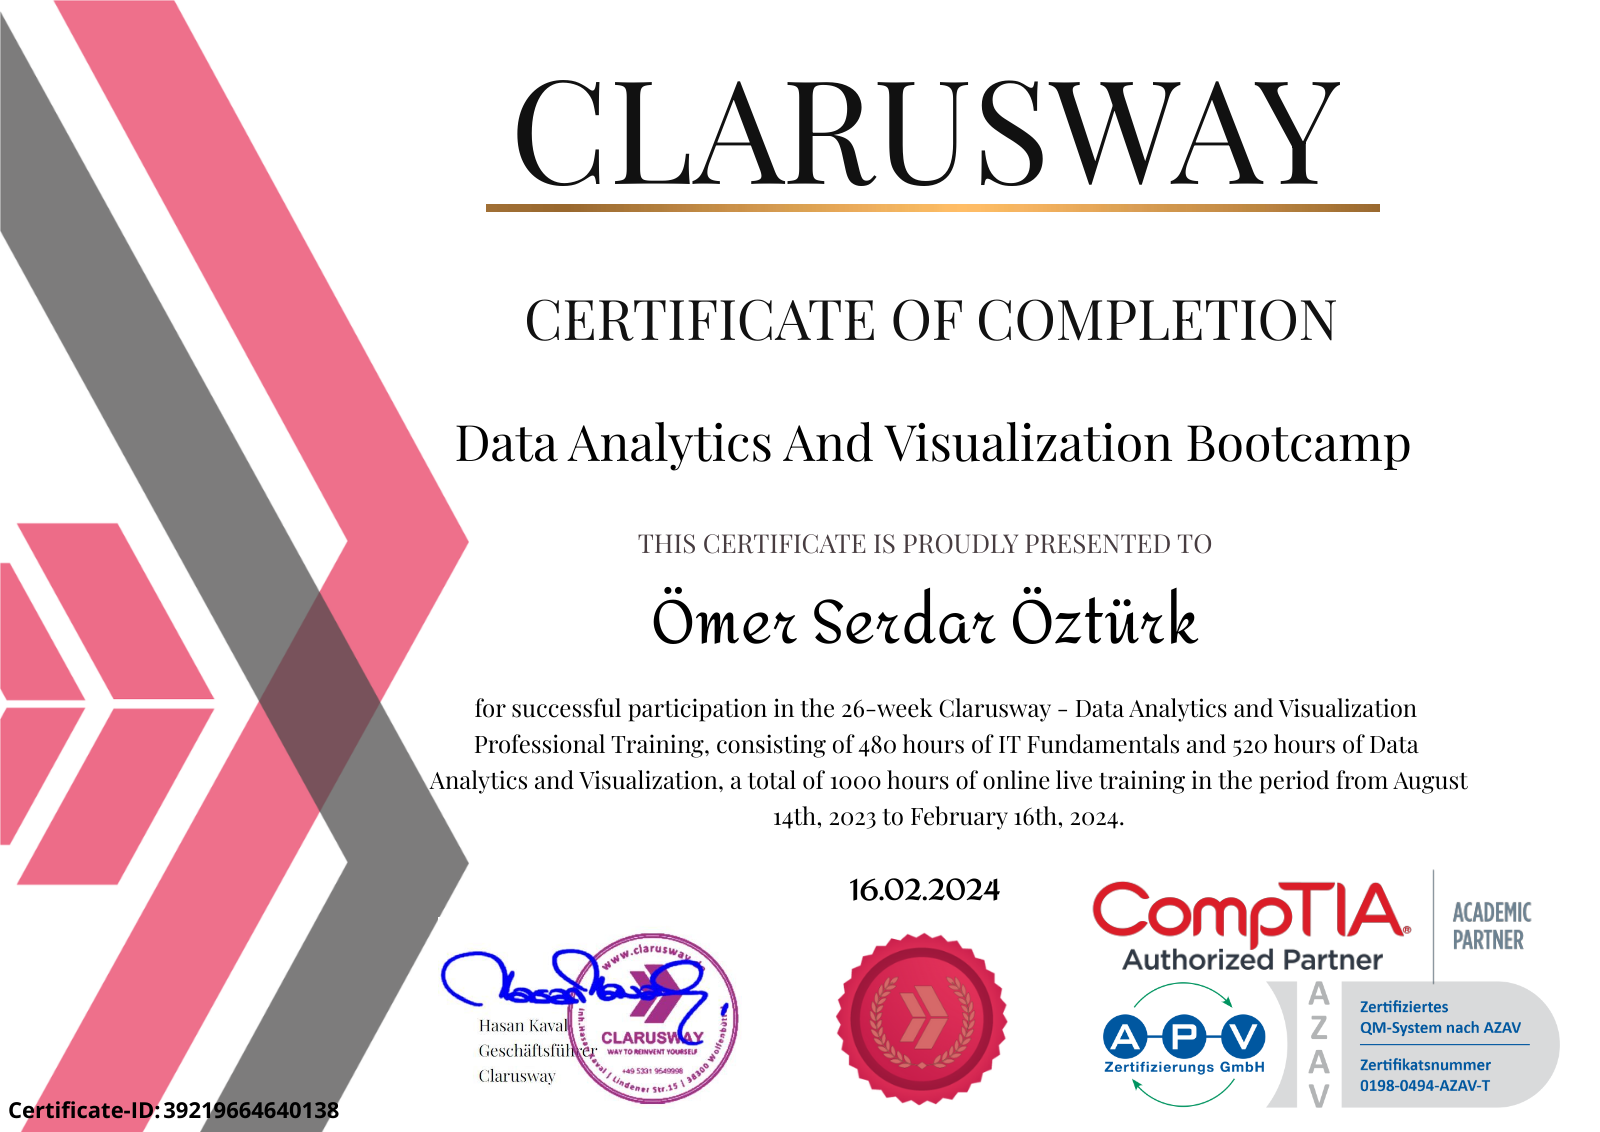 CLARUSWAY
CERTIFICATE OF COMPLETION
Data Analytics And Visualization Bootcamp
THIS CERTIFICATE IS PROUDLY PRESENTED TO
Ömer Serdar Öztürk
for successful participation in the 26-week Clarusway - Data Analytics and Visualization
Professional Training, consisting of 480 hours of IT Fundamentals and 520 hours of Data
Analytics and Visualization, a total of 1000 hours of online live training in the period from August
14th, 2023 to February 16th, 2024.
16.02.2024
Hasan Kaval
Geschäftsführer
Clarusway
www.clarusway
CLARUSWAY
WAY TO REINVENT YOURSELF
+49 5331 9549998
Inh.Hasan Kaval | Lindener Str.15 | 38300 Wolfenbüttel
CompTIA®
Authorized Partner
ACADEMIC
PARTNER
A-P-V
Zertifizierungs GmbH
AZAV
Zertifiziertes
QM-System nach AZAV
Zertifikatsnummer
0198-0494-AZAV-T
Certificate-ID: 39219664640138